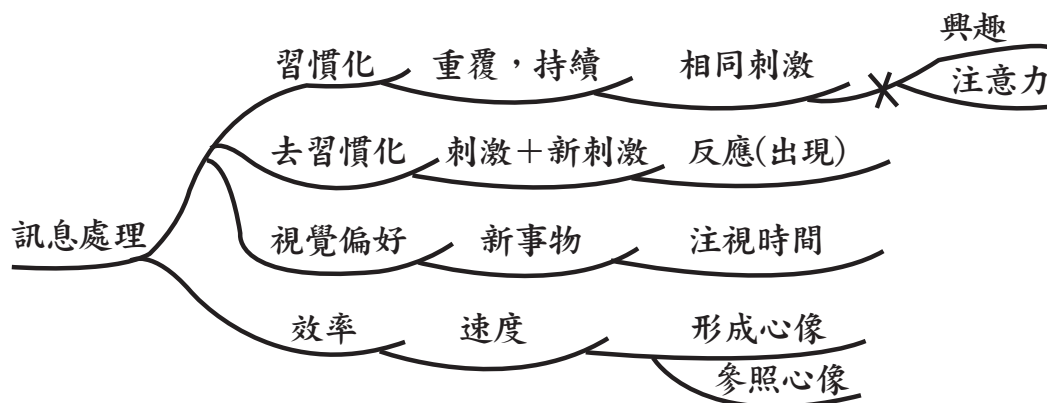 訊息處理
習慣化
重覆，持續
相同刺激
興趣
注意力
去習慣化
刺激＋新刺激
反應(出現)
視覺偏好
新事物
注視時間
效率
速度
形成心像
參照心像